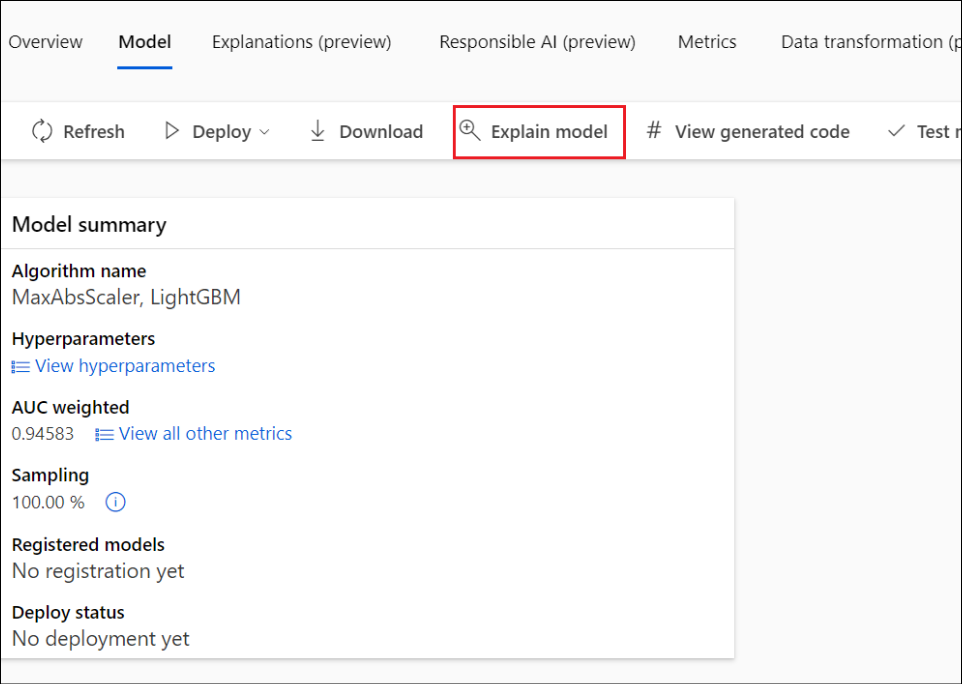 Overview Model Explanations (preview) Responsible AI (preview) Metrics Data transformation (p
Refresh Deploy Download Explain model # View generated code Test
Model summary
Algorithm name
MaxAbsScaler, LightGBM
Hyperparameters
View hyperparameters
AUC weighted
0.94583 View all other metrics
Sampling
100.00 %
Registered models
No registration yet
Deploy status
No deployment yet